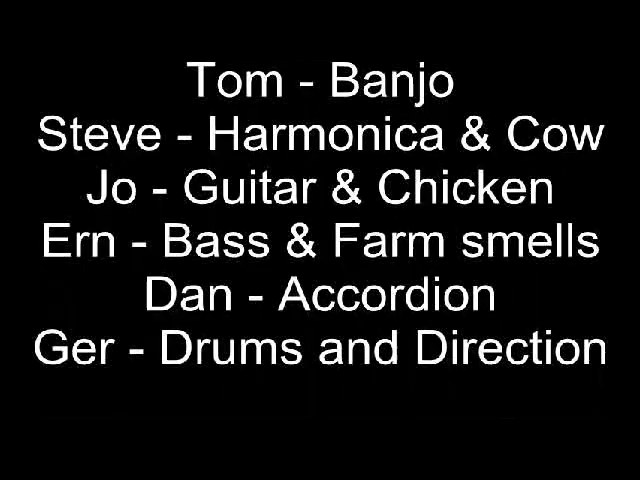 Tom - Banjo
Steve - Harmonica & Cow
Jo - Guitar & Chicken
Ern - Bass & Farm smells
Dan - Accordion
Ger - Drums and Direction